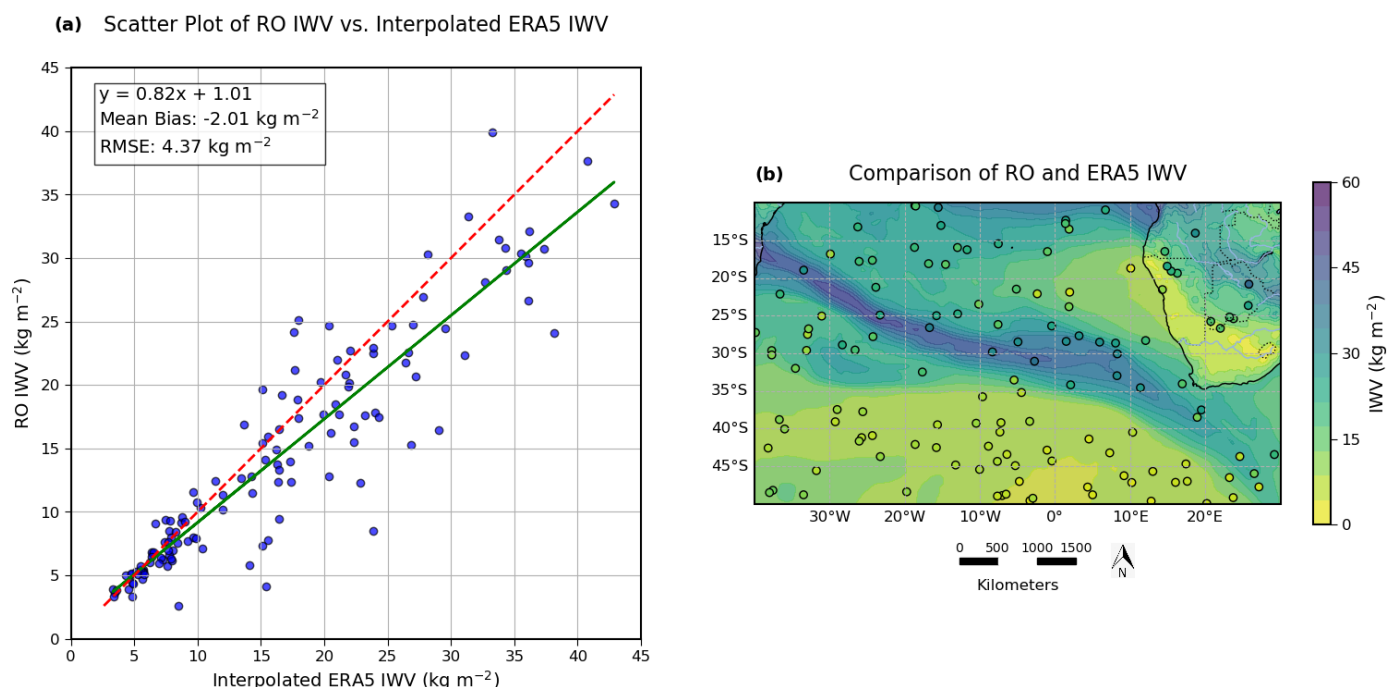 (a) Scatter Plot of RO IWV vs. Interpolated ERA5 IWV
y = 0.82x + 1.01
Mean Bias: -2.01 kg m⁻²
RMSE: 4.37 kg m⁻²
45
40
35
30
25
20
15
10
5
0
RO IWV (kg m⁻²)
0 5 10 15 20 25 30 35 40 45
Interpolated ERA5 IWV (kg m⁻²)
(b) Comparison of RO and ERA5 IWV
15°S
20°S
25°S
30°S
35°S
40°S
45°S
30°W 20°W 10°W 0° 10°E 20°E
60
45
30
15
0
IWV (kg m⁻²)
0 500 1000 1500
Kilometers
N